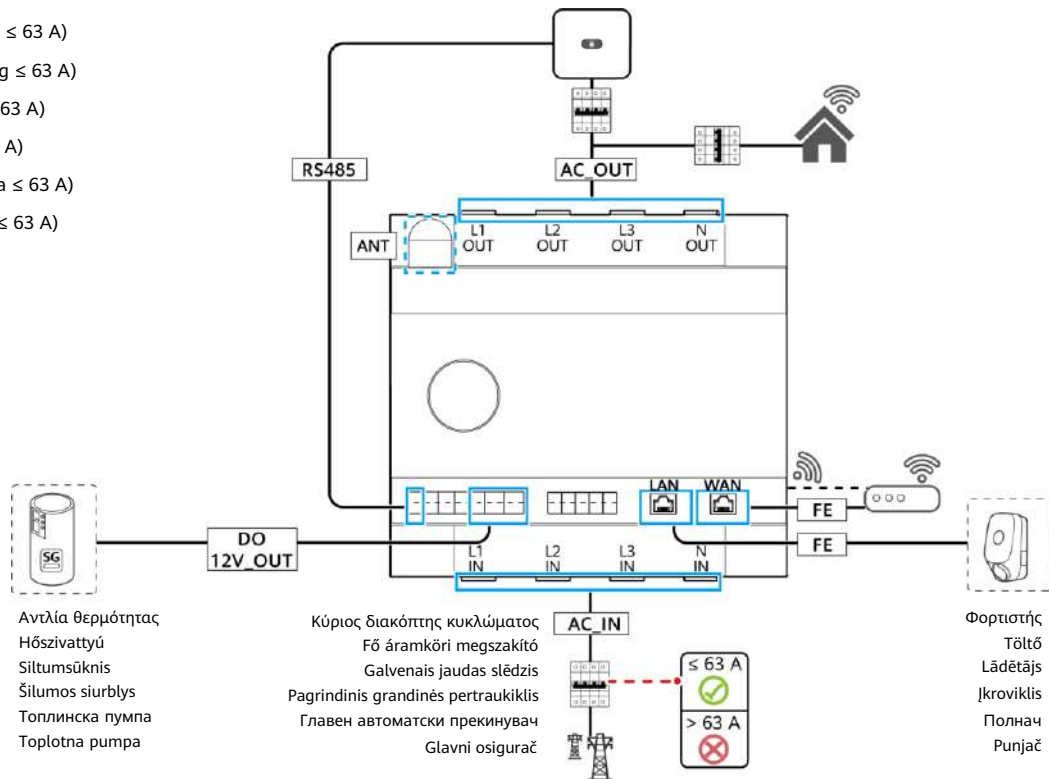 ≤ 63 A)
g ≤ 63 A)
63 A)
A)
a ≤ 63 A)
≤ 63 A)
RS485
AC_OUT
ANT
L1 OUT
L2 OUT
L3 OUT
N OUT
LAN
WAN
FE
FE
DO
12V_OUT
SG
L1 IN
L2 IN
L3 IN
N IN
AC_IN
≤ 63 A
> 63 A
Αντλία θερμότητας
Hőszivattyú
Siltumsūknis
Šilumos siurblys
Топлинска пумпа
Toplotna pumpa
Κύριος διακόπτης κυκλώματος
Fő áramköri megszakító
Galvenais jaudas slēdzis
Pagrindinis grandinės pertraukiklis
Главен автоматски прекинувач
Glavni osigurač
Φορτιστής
Töltő
Lādētājs
Įkroviklis
Полнач
Punjač